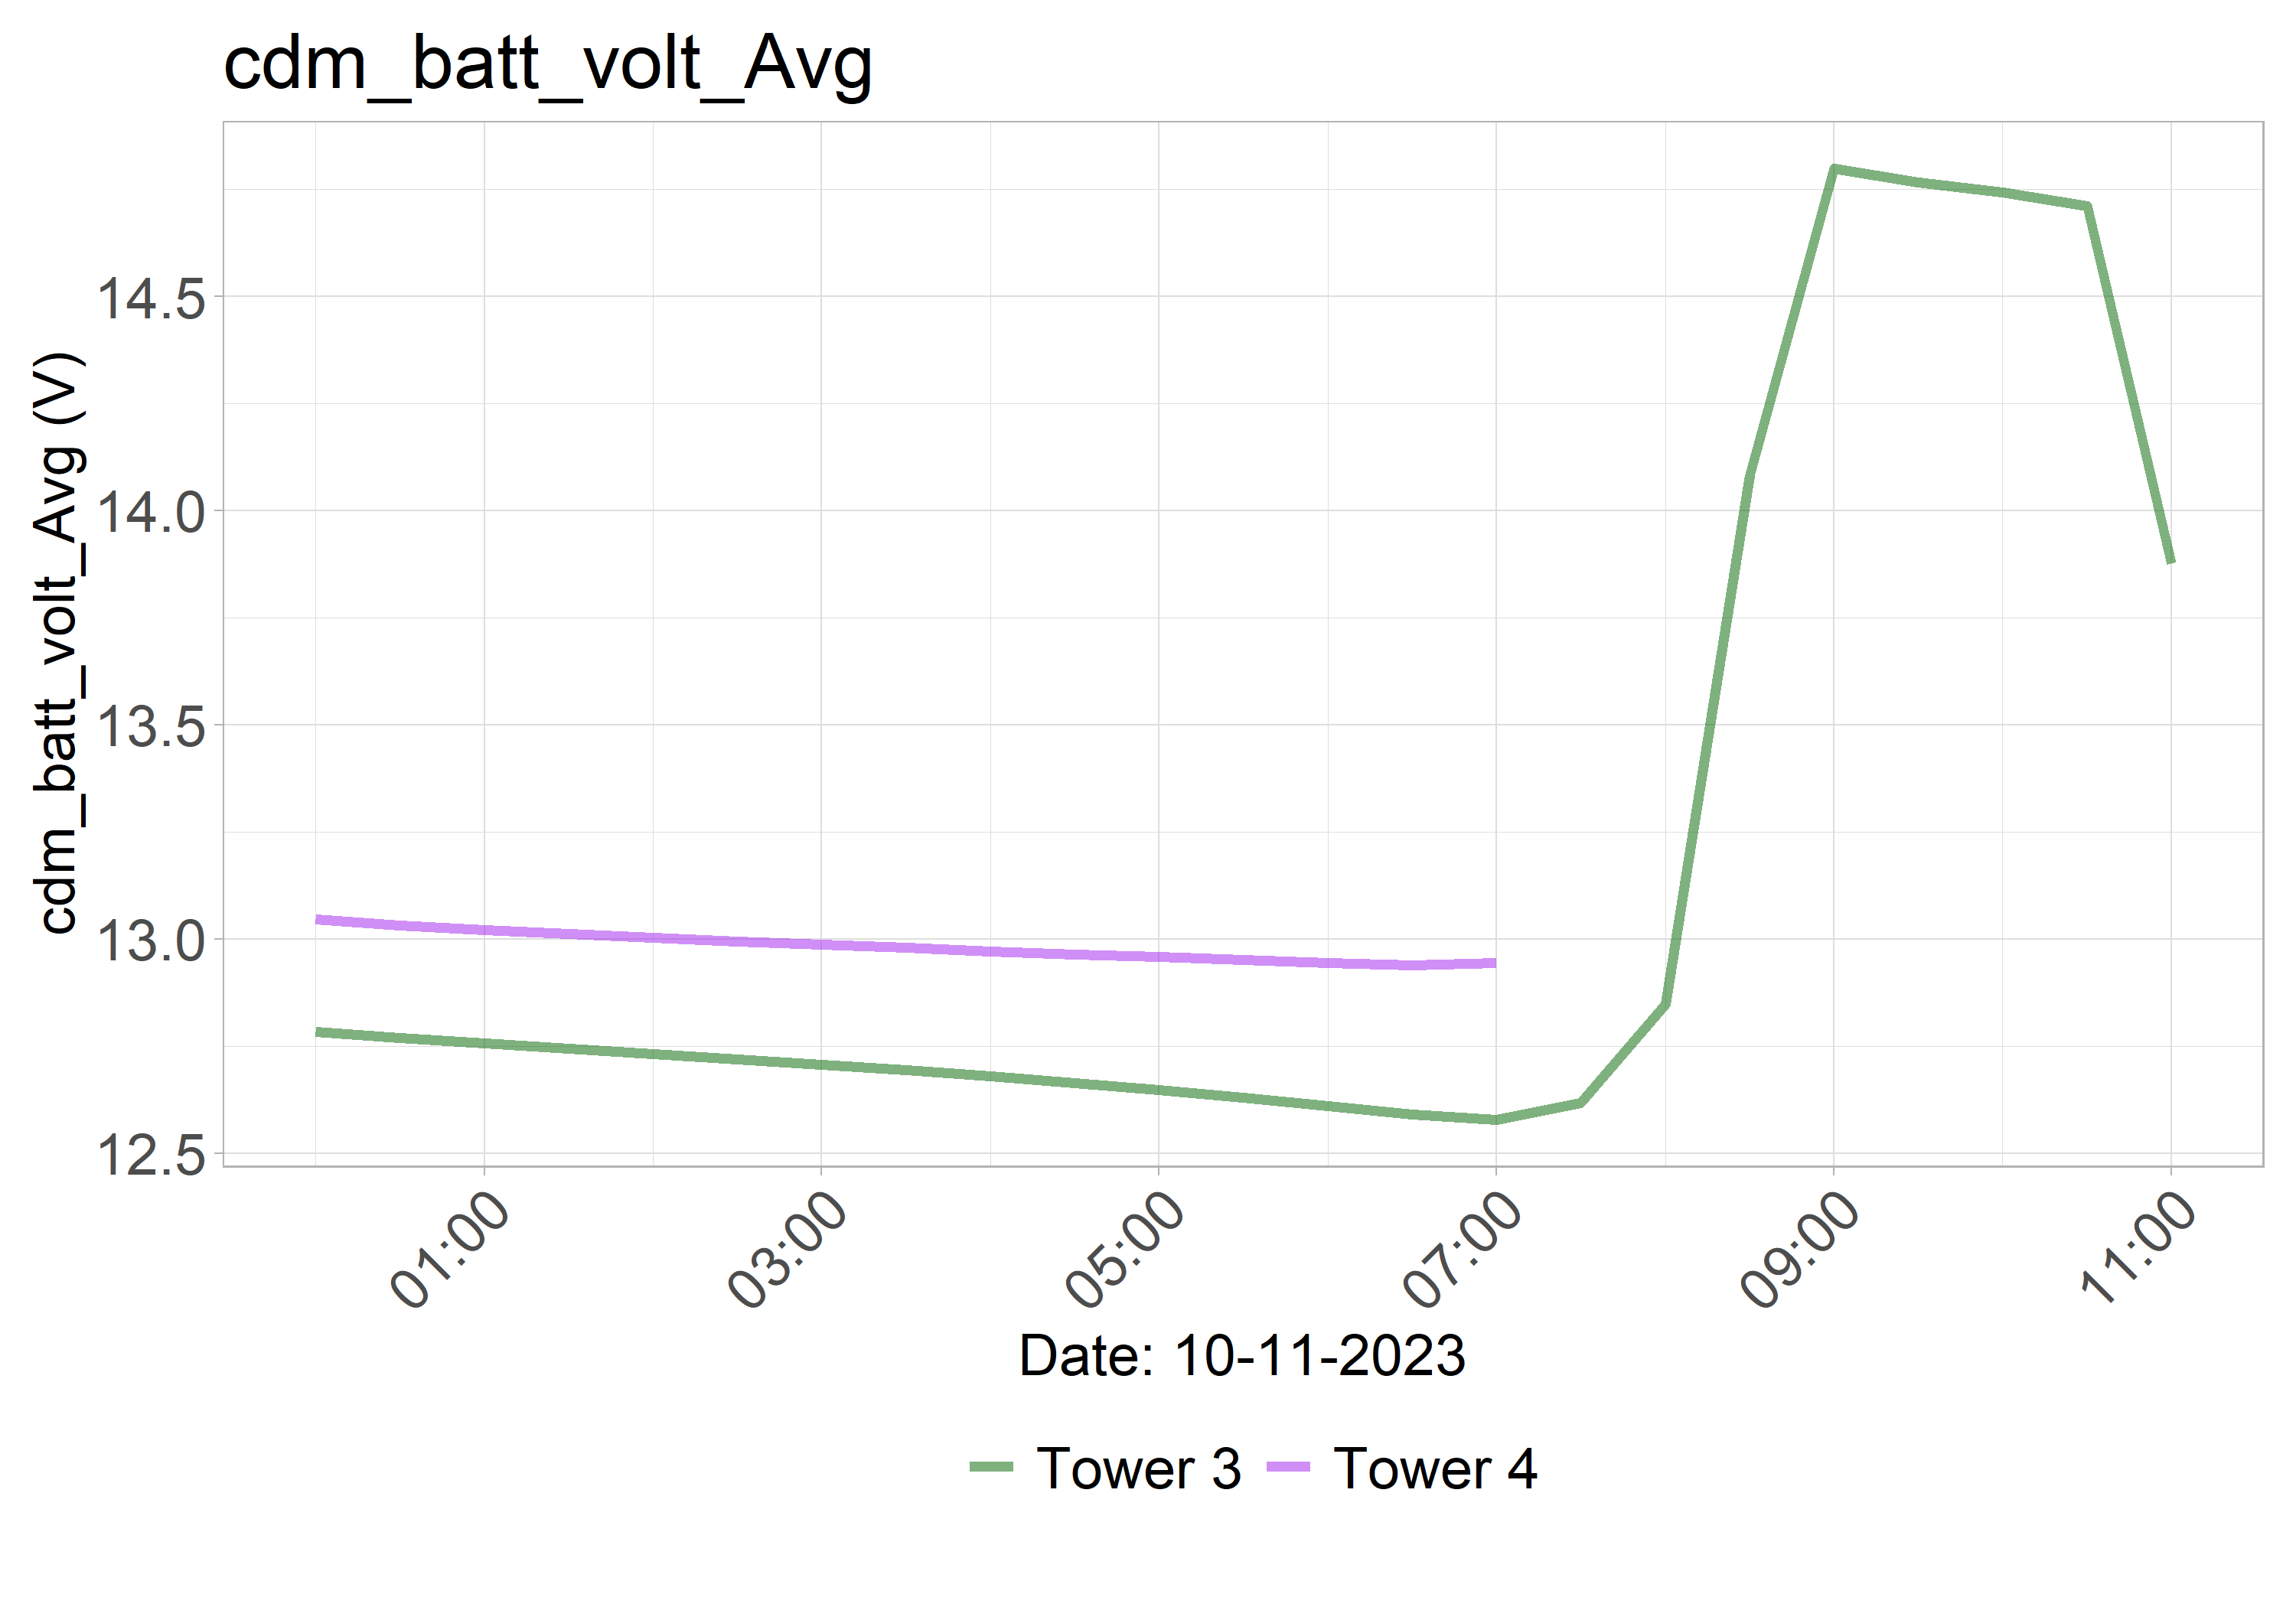 cdm_batt_volt_Avg
cdm_batt_volt_Avg (V)
14.5
14.0
13.5
13.0
12.5
01:00 03:00 05:00 07:00 09:00 11:00
Date: 10-11-2023
Tower 3 Tower 4